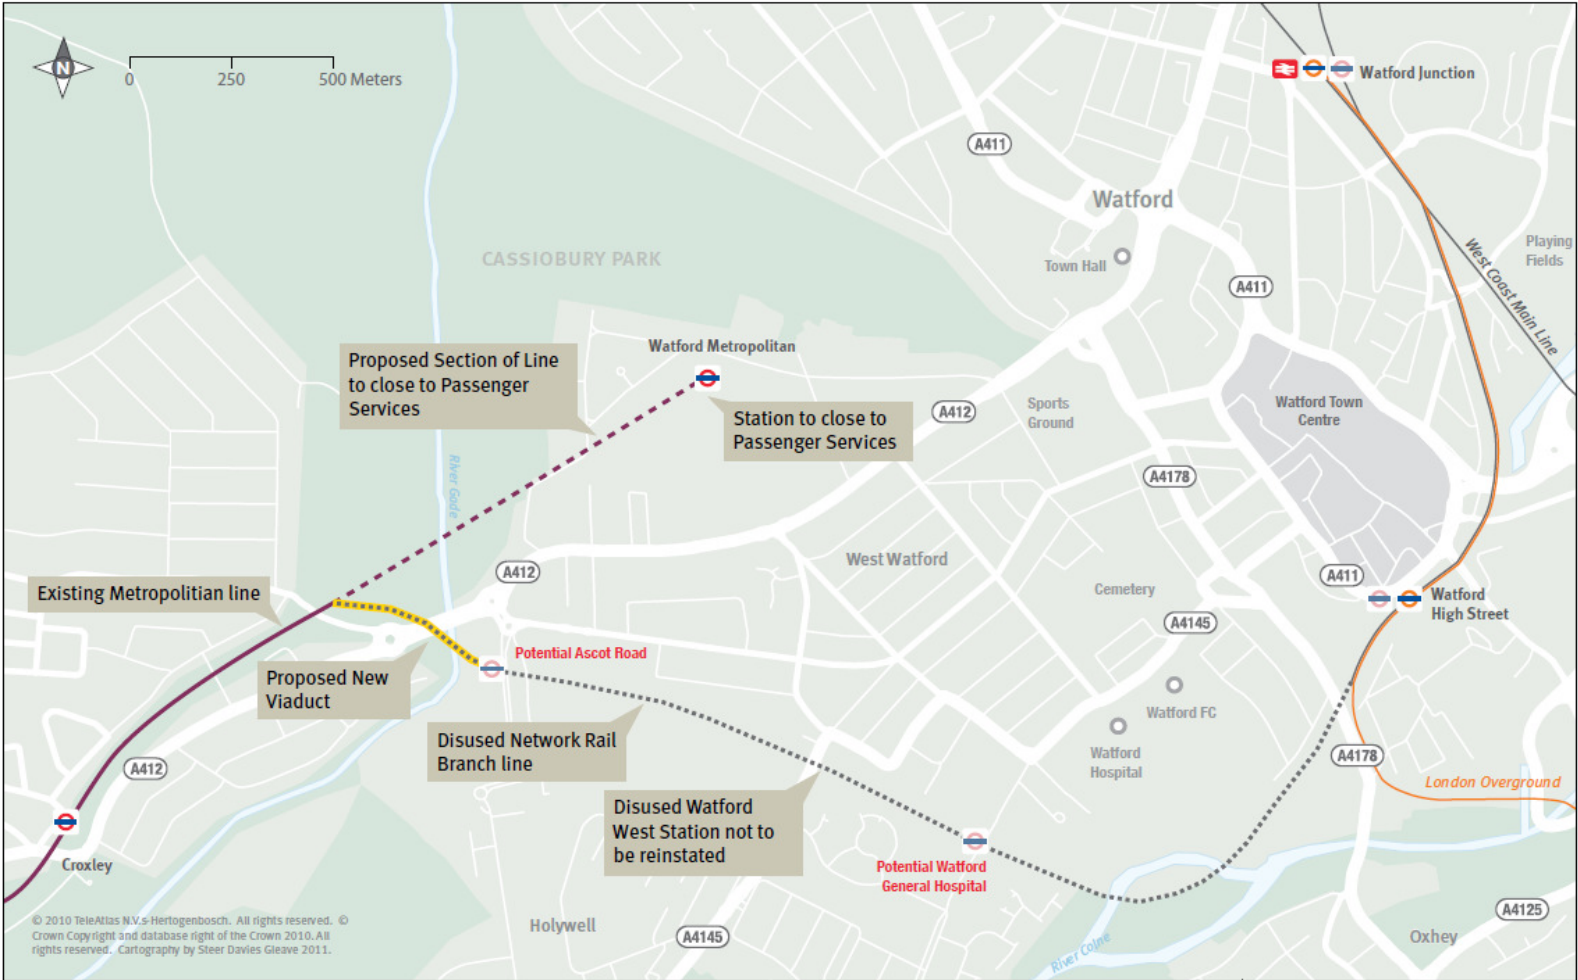 N
0
250
500 Meters
Watford Junction
A411
Watford
Town Hall
Playing
Fields
West Coast Main Line
A411
CASSIOBURY PARK
Watford Metropolitan
Proposed Section of Line
to close to Passenger
Services
Station to close to
Passenger Services
A412
Sports
Ground
Watford Town
Centre
A4178
River Gade
West Watford
A412
Existing Metropolitian line
Cemetery
A411
Watford
High Street
A4145
Potential Ascot Road
Proposed New
Viaduct
Watford FC
Disused Network Rail
Branch line
Watford
Hospital
A4178
A412
London Overground
Disused Watford
West Station not to
be reinstated
Croxley
Potential Watford
General Hospital
© 2010 TeleAtlas N.V.s-Hertogenbosch. All rights reserved. ©
Crown Copyright and database right of the Crown 2010. All
rights reserved. Cartography by Steer Davies Gleave 2011.
Holywell
A4145
River Colne
A4125
Oxhey